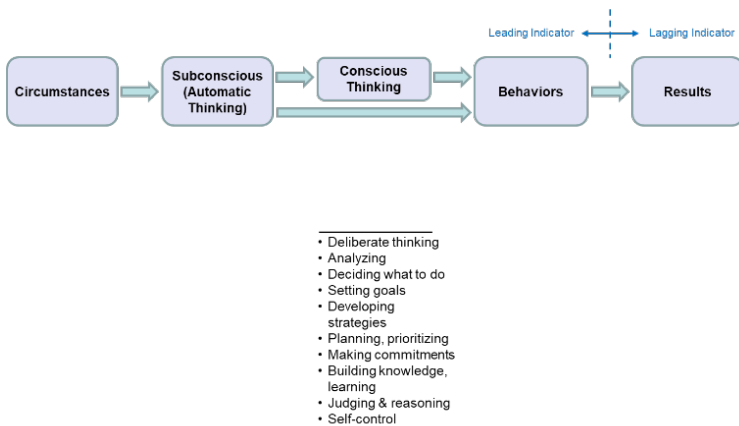 Leading Indicator
Lagging Indicator
Circumstances
Subconscious
(Automatic
Thinking)
Conscious
Thinking
Behaviors
Results
• Deliberate thinking
• Analyzing
• Deciding what to do
• Setting goals
• Developing
strategies
• Planning, prioritizing
• Making commitments
• Building knowledge,
learning
• Judging & reasoning
• Self-control